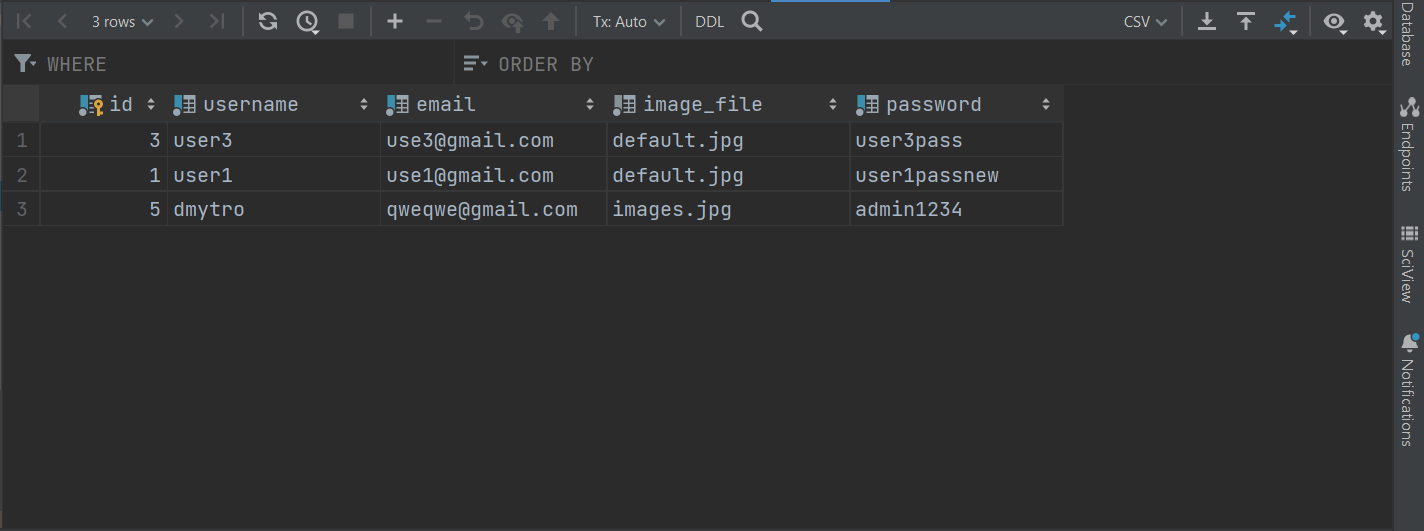 3 rows Tx: Auto DDL CSV
WHERE ORDER BY
id username email image_file password
1 3 user3 use3@gmail.com default.jpg user3pass
2 1 user1 use1@gmail.com default.jpg user1passnew
3 5 dmytro qweqwe@gmail.com images.jpg admin1234
Database
Endpoints
SciView
Notifications